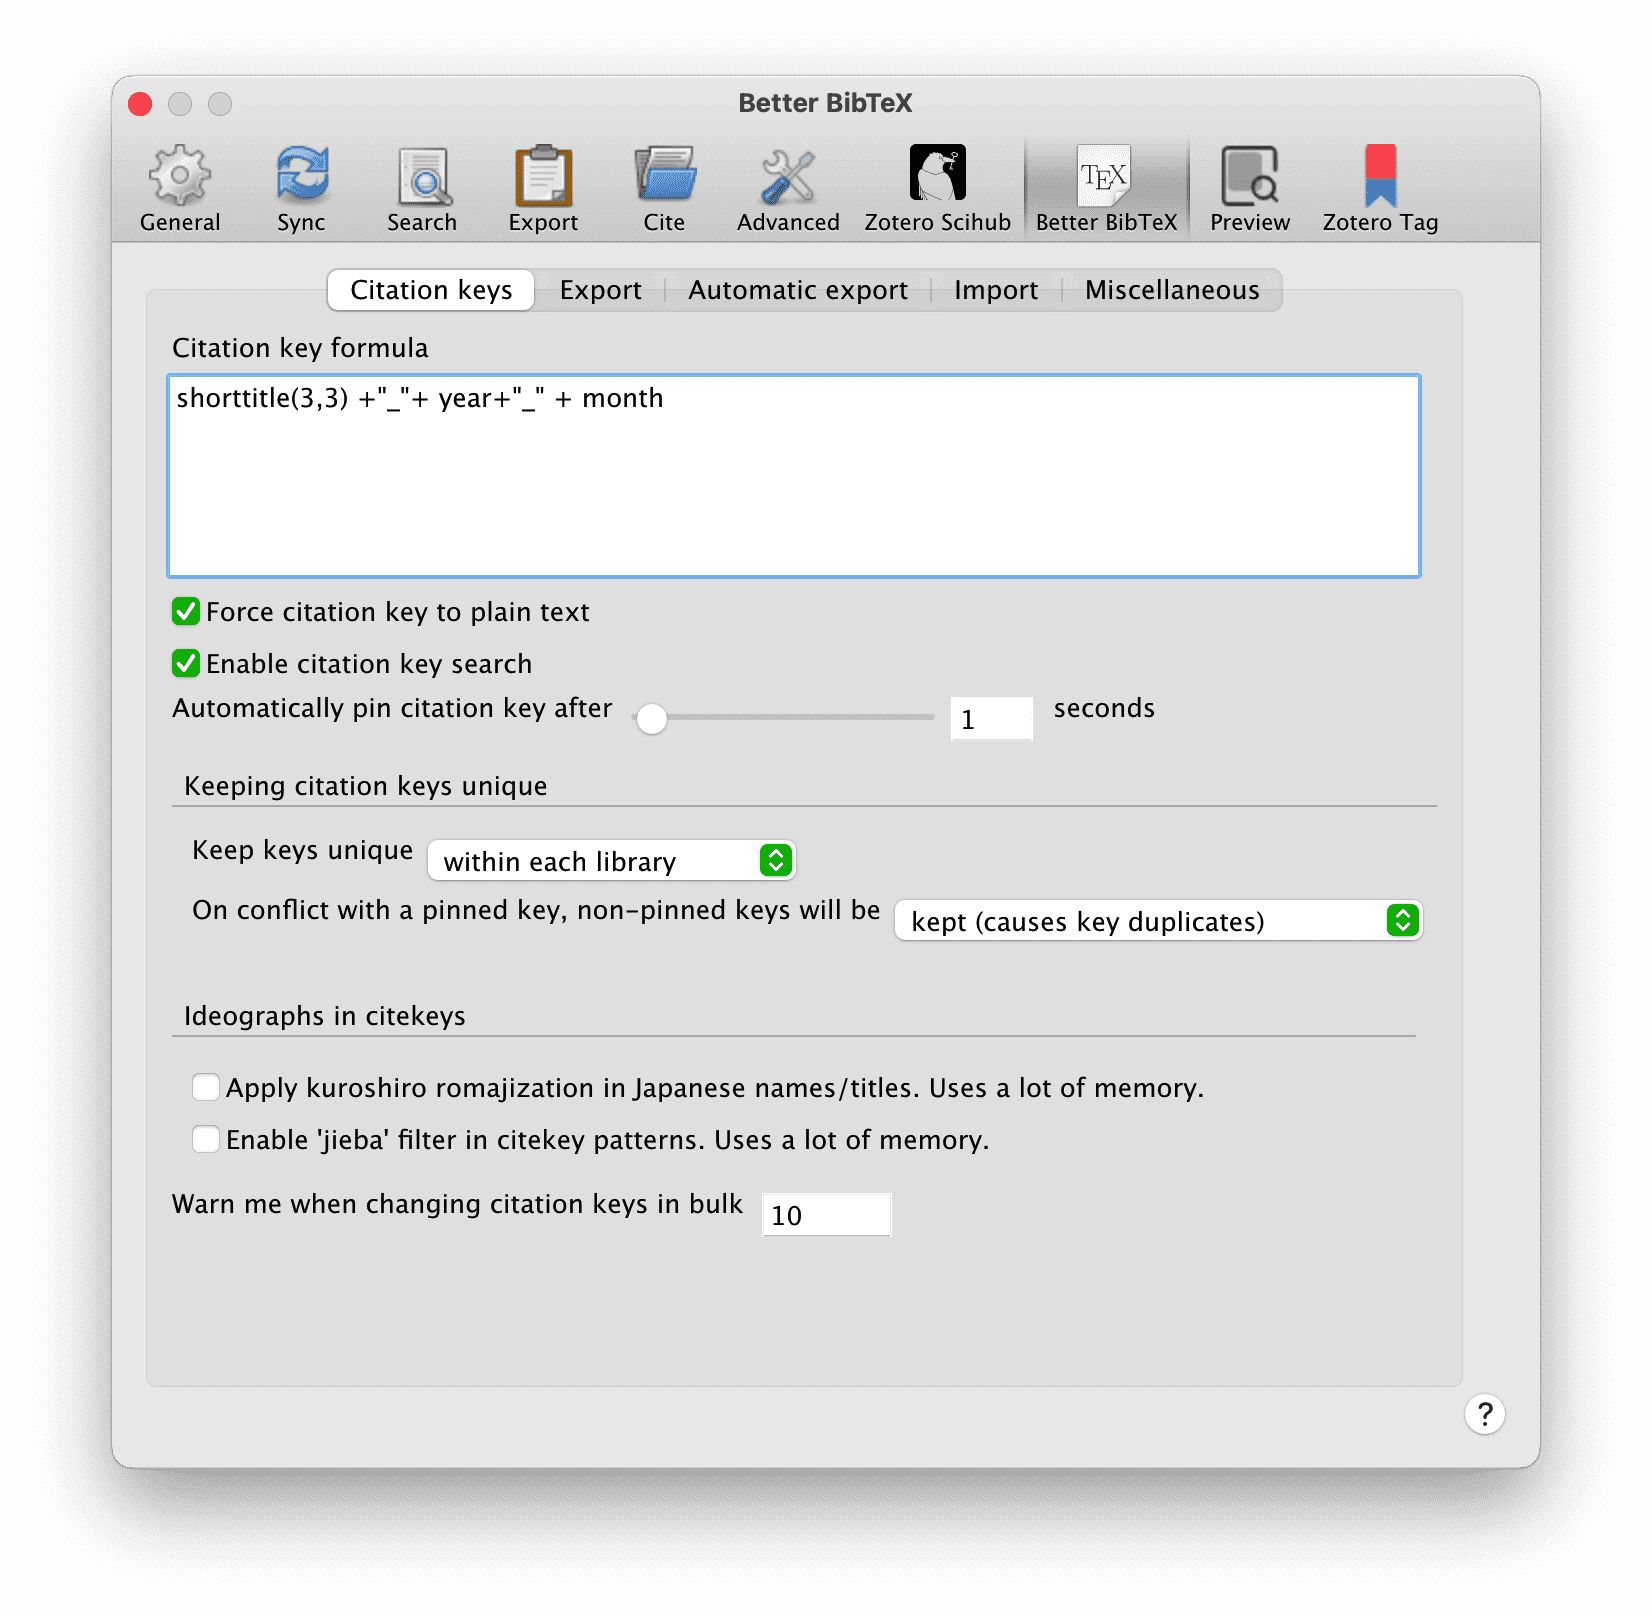 Better BibTeX
General Sync Search Export Cite Advanced Zotero Scihub TEX Better BibTeX Preview Zotero Tag
Citation keys Export Automatic export Import Miscellaneous
Citation key formula
shorttitle(3,3) +"_"+ year+"_" + month
Force citation key to plain text
Enable citation key search
Automatically pin citation key after 1 seconds
Keeping citation keys unique
Keep keys unique within each library
On conflict with a pinned key, non-pinned keys will be kept (causes key duplicates)
Ideographs in citekeys
Apply kuroshiro romajization in Japanese names/titles. Uses a lot of memory.
Enable 'jieba' filter in citekey patterns. Uses a lot of memory.
Warn me when changing citation keys in bulk 10
?